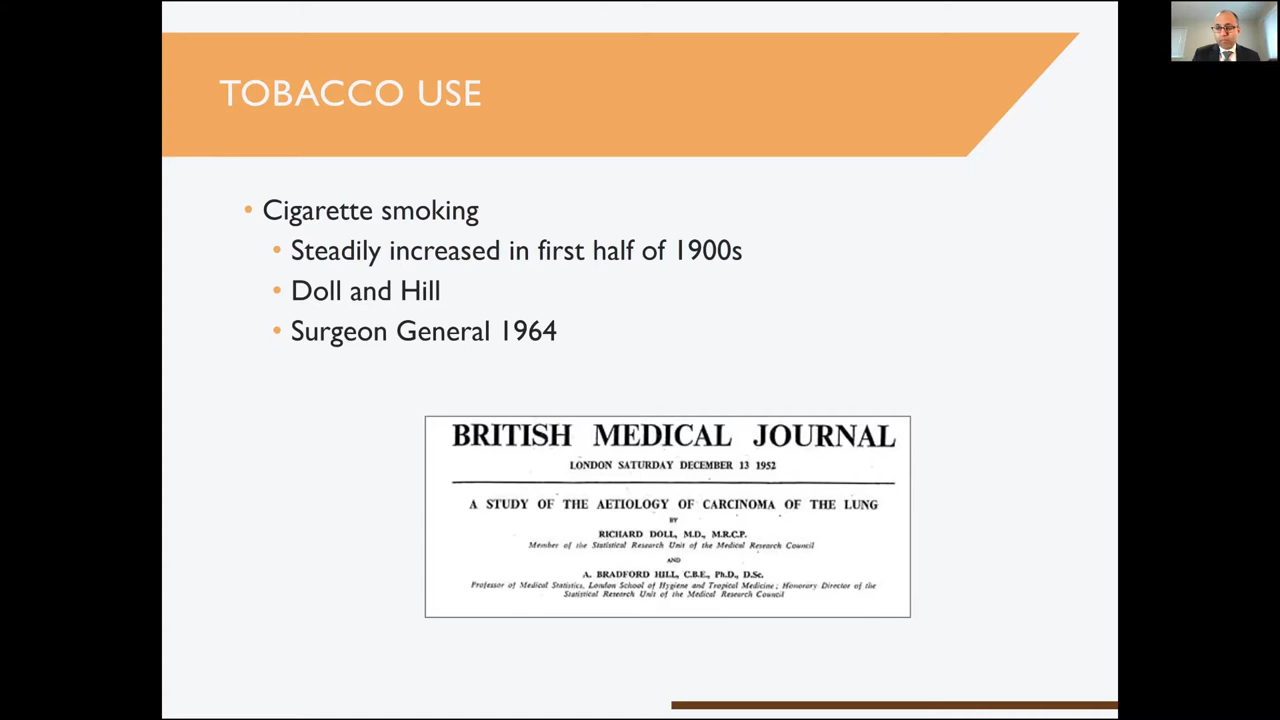 TOBACCO USE
• Cigarette smoking
• Steadily increased in first half of 1900s
• Doll and Hill
• Surgeon General 1964
BRITISH MEDICAL JOURNAL
LONDON SATURDAY DECEMBER 13 1952
A STUDY OF THE AETIOLOGY OF CARCINOMA OF THE LUNG
BY
RICHARD DOLL, M.D., M.R.C.P.
Member of the Statistical Research Unit of the Medical Research Council
AND
A. BRADFORD HILL, C.B.E., Ph.D., D.Sc.
Professor of Medical Statistics, London School of Hygiene and Tropical Medicine; Honorary Director of the
Statistical Research Unit of the Medical Research Council